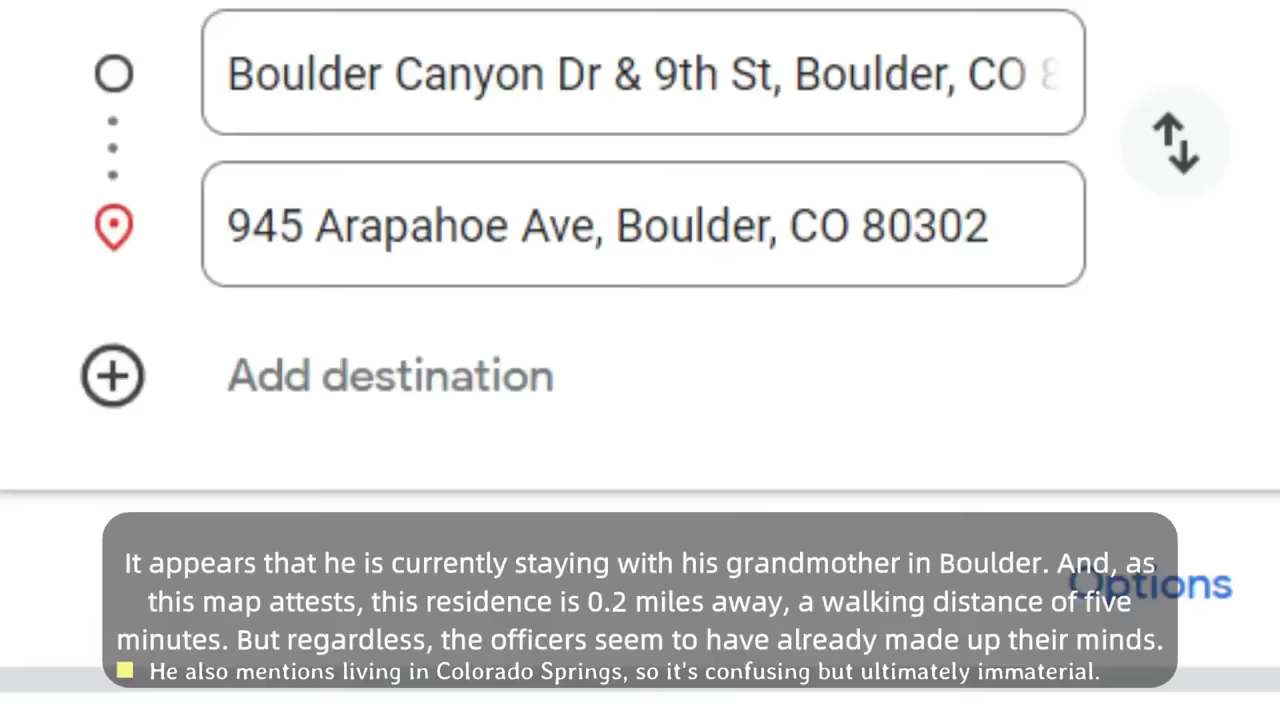 Boulder Canyon Dr & 9th St, Boulder, CO 8
945 Arapahoe Ave, Boulder, CO 80302
Add destination
Options
It appears that he is currently staying with his grandmother in Boulder. And, as
this map attests, this residence is 0.2 miles away, a walking distance of five
minutes. But regardless, the officers seem to have already made up their minds.
He also mentions living in Colorado Springs, so it's confusing but ultimately immaterial.